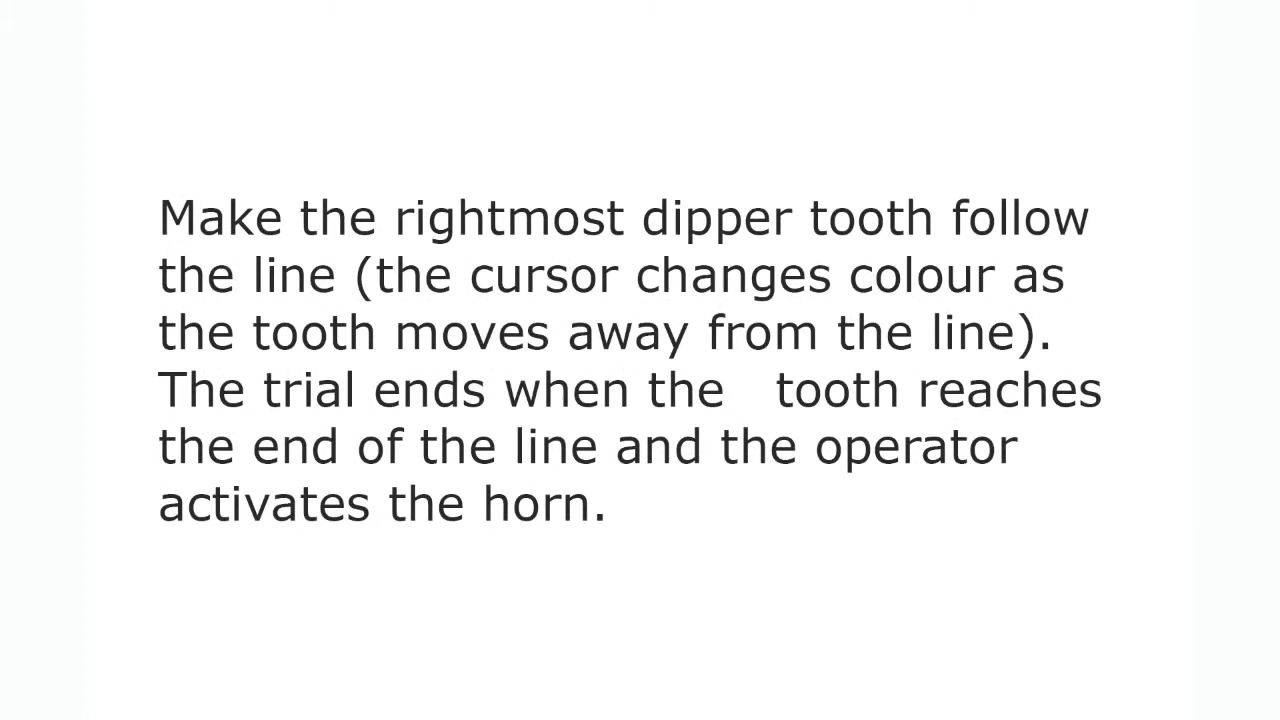 Make the rightmost dipper tooth follow
the line (the cursor changes colour as
the tooth moves away from the line).
The trial ends when the   tooth reaches
the end of the line and the operator
activates the horn.